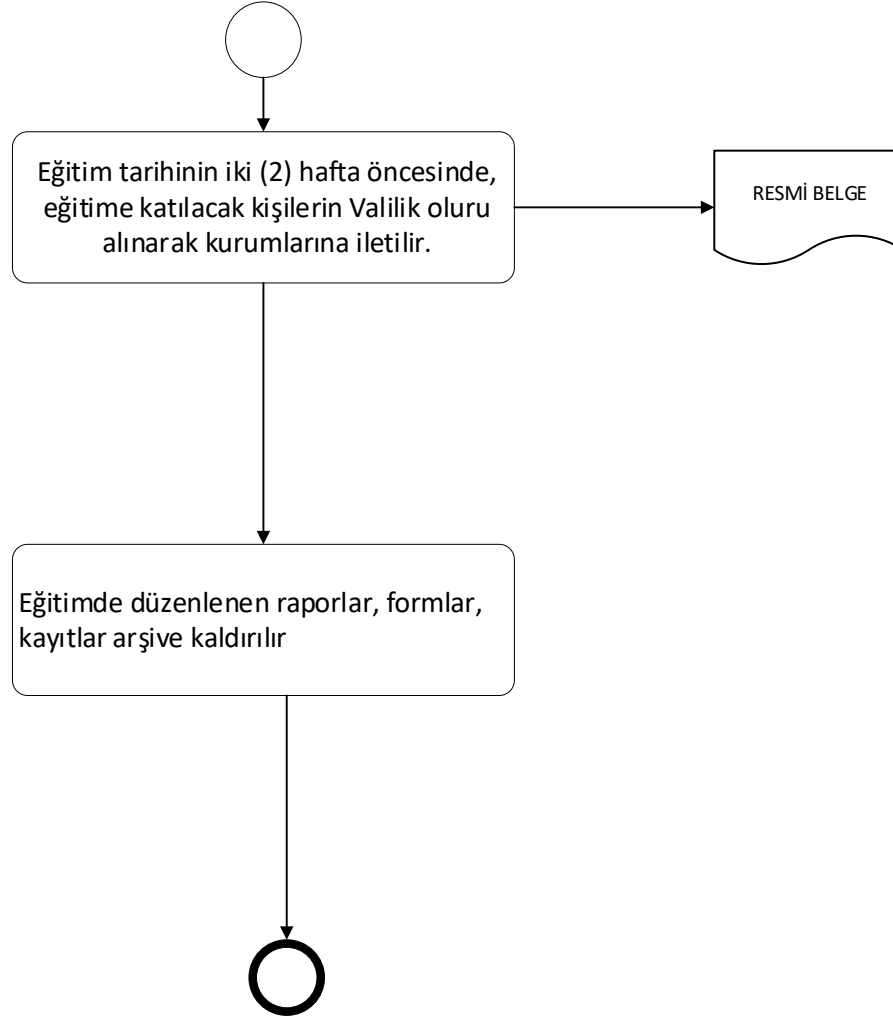 Eğitim tarihinin iki (2) hafta öncesinde,
eğitime katılacak kişilerin Valilik oluru
alınarak kurumlarına iletilir.
RESMİ BELGE
Eğitimde düzenlenen raporlar, formlar,
kayıtlar arşive kaldırılır